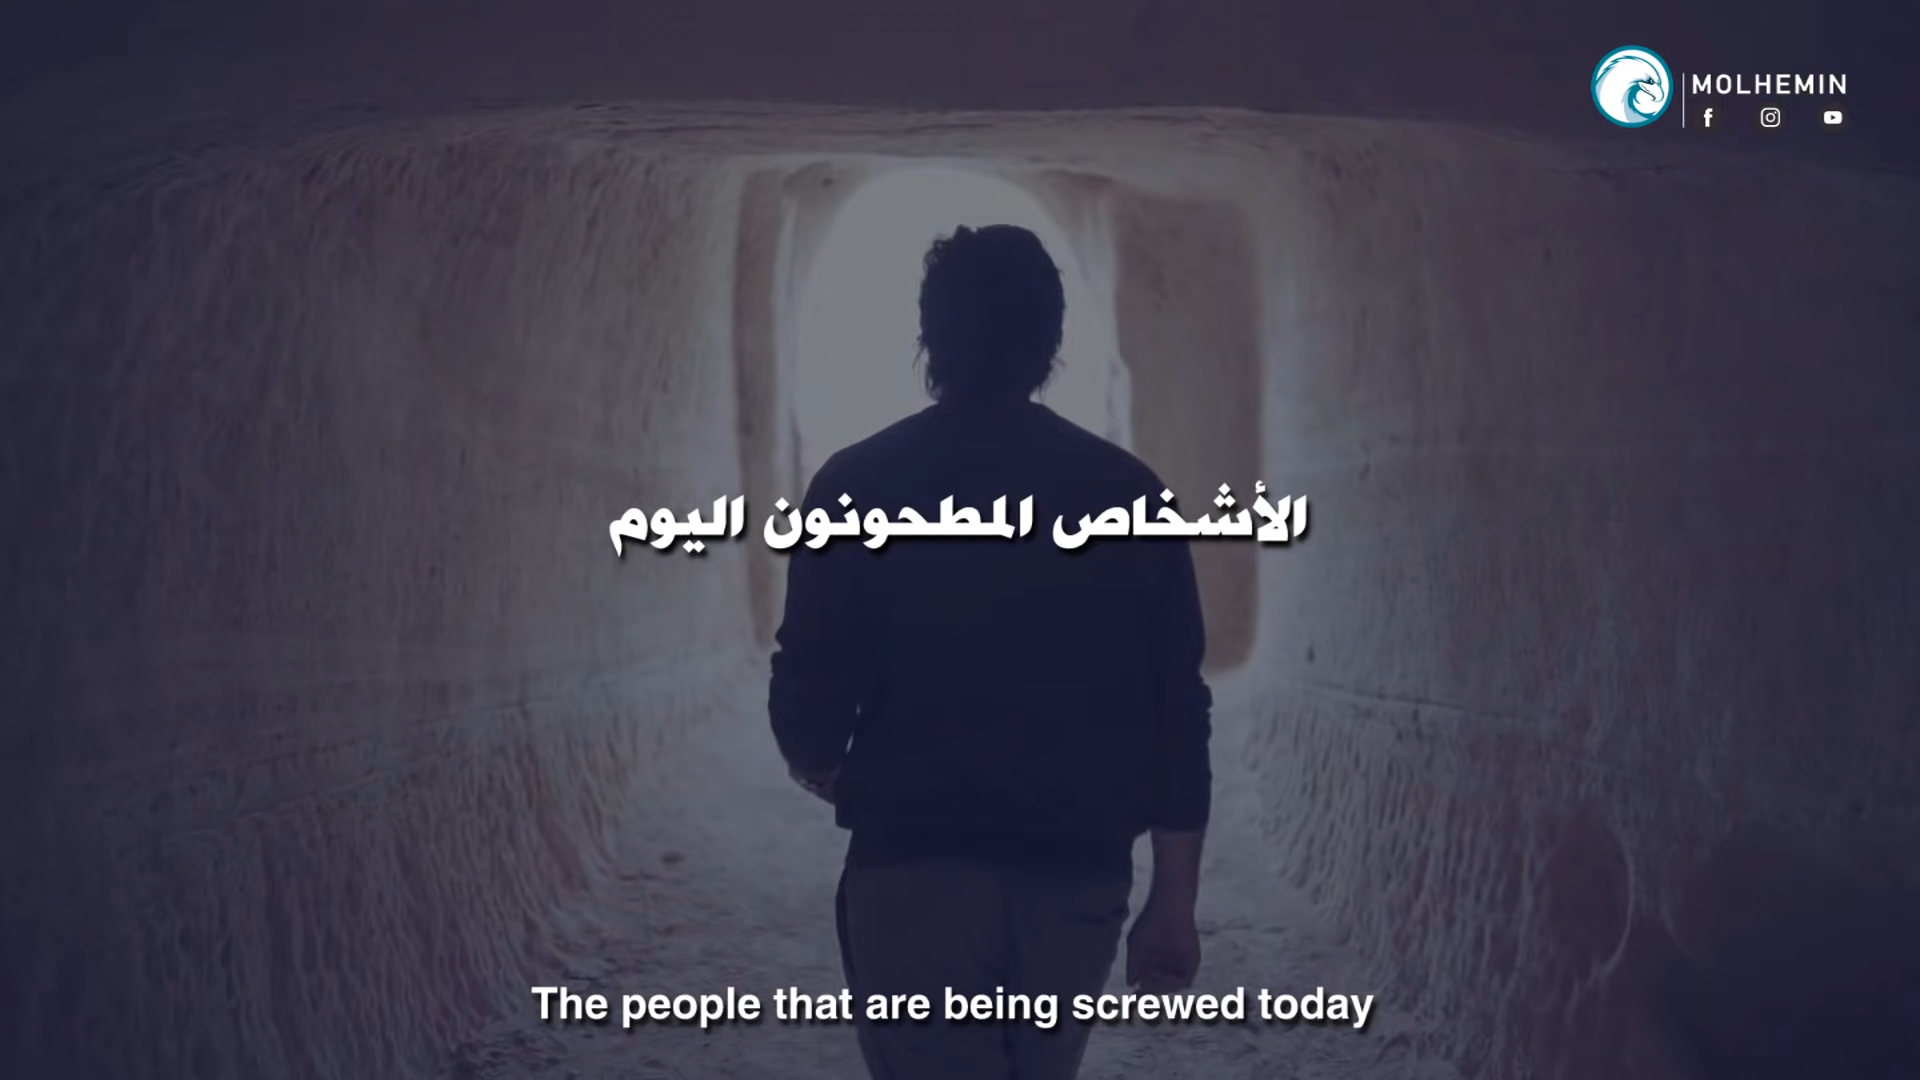 MOLHEMIN
الأشخاص المطحونون اليوم
The people that are being screwed today